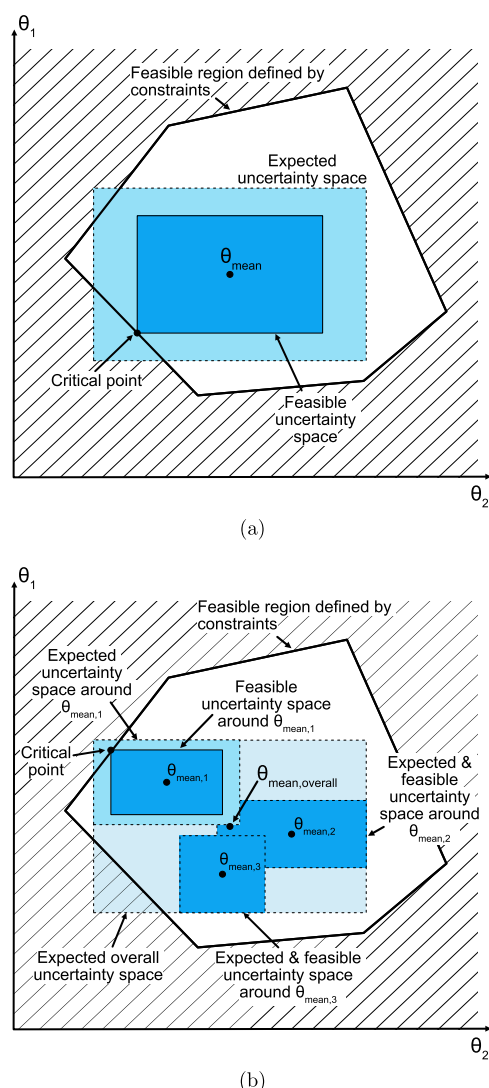 θ1
Feasible region defined by
constraints
Expected
uncertainty space
θmean
Critical point
Feasible
uncertainty
space
θ2
(a)
θ1
Feasible region defined by
constraints
Expected
uncertainty
space around
θmean,1
Feasible
uncertainty space
around θmean,1
Critical
point
θmean,1
θmean,overall
Expected &
feasible
uncertainty
space around
θmean,2
θmean,2
θmean,3
Expected overall
uncertainty space
Expected & feasible
uncertainty space
around θmean,3
θ2
(b)